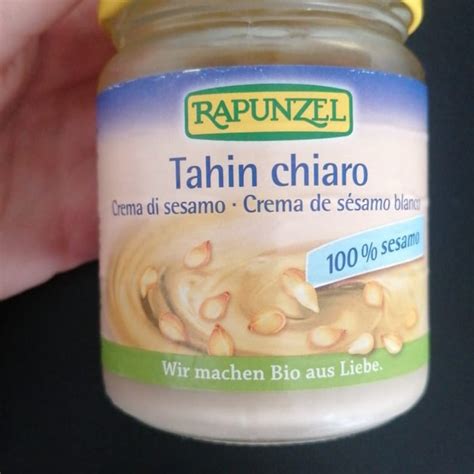 RAPUNZEL
Tahin chiaro
Crema di sesamo · Crema de sésamo blanco
100% sesamo
Wir machen Bio aus Liebe.